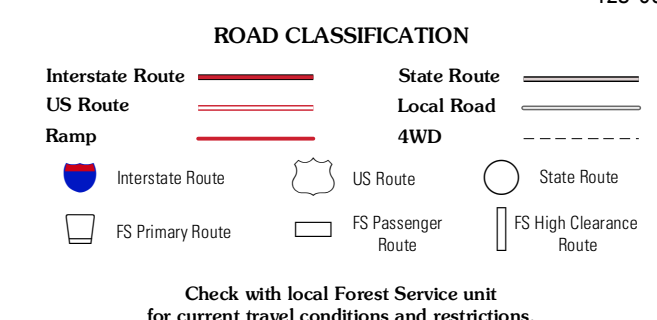 ROAD CLASSIFICATION
Interstate Route
State Route
US Route
Local Road
Ramp
4WD
Interstate Route
US Route
State Route
FS Primary Route
FS Passenger
Route
FS High Clearance
Route
Check with local Forest Service unit
for current travel conditions and restrictions.